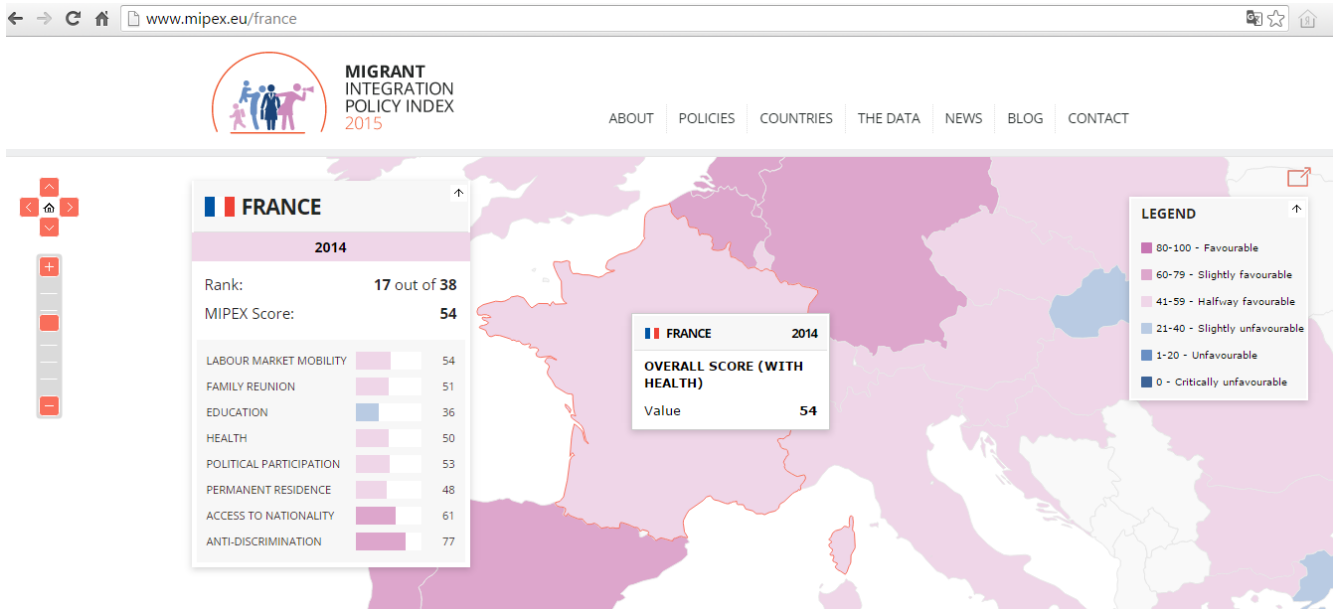 www.mipex.eu/france
MIGRANT
INTEGRATION
POLICY INDEX
2015
ABOUT POLICIES COUNTRIES THE DATA NEWS BLOG CONTACT
FRANCE
2014
Rank: 17 out of 38
MIPEX Score: 54
LABOUR MARKET MOBILITY 54
FAMILY REUNION 51
EDUCATION 36
HEALTH 50
POLITICAL PARTICIPATION 53
PERMANENT RESIDENCE 48
ACCESS TO NATIONALITY 61
ANTI-DISCRIMINATION 77
FRANCE 2014
OVERALL SCORE (WITH
HEALTH)
Value 54
LEGEND
80-100 - Favourable
60-79 - Slightly favourable
41-59 - Halfway favourable
21-40 - Slightly unfavourable
1-20 - Unfavourable
0 - Critically unfavourable